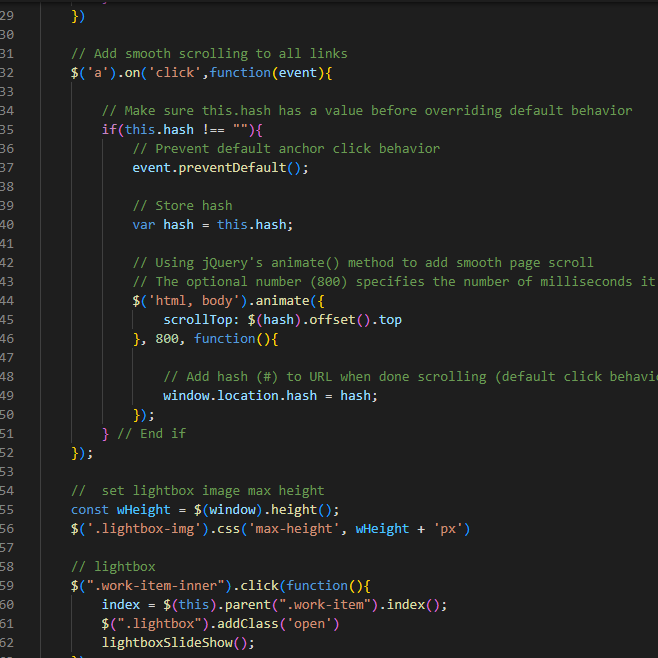 29 })
30
31 // Add smooth scrolling to all links
32 $('a').on('click',function(event){
33
34 // Make sure this.hash has a value before overriding default behavior
35 if(this.hash !== ""){
36 // Prevent default anchor click behavior
37 event.preventDefault();
38
39 // Store hash
40 var hash = this.hash;
41
42 // Using jQuery's animate() method to add smooth page scroll
43 // The optional number (800) specifies the number of milliseconds it
44 $('html, body').animate({
45 scrollTop: $(hash).offset().top
46 }, 800, function(){
47
48 // Add hash (#) to URL when done scrolling (default click behavio
49 window.location.hash = hash;
50 });
51 } // End if
52 });
53
54 //  set lightbox image max height
55 const wHeight = $(window).height();
56 $('.lightbox-img').css('max-height', wHeight + 'px')
57
58 // lightbox
59 $(".work-item-inner").click(function(){
60 index = $(this).parent(".work-item").index();
61 $(".lightbox").addClass('open')
62 lightboxSlideShow();